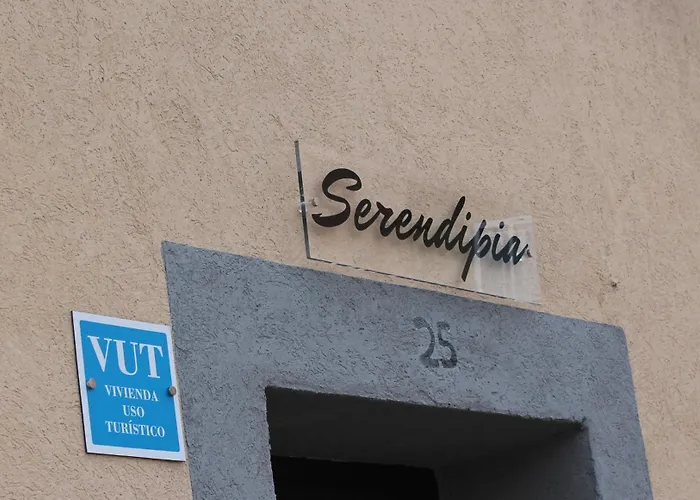 Serendipia
25
VUT
VIVIENDA
USO
TURÍSTICO